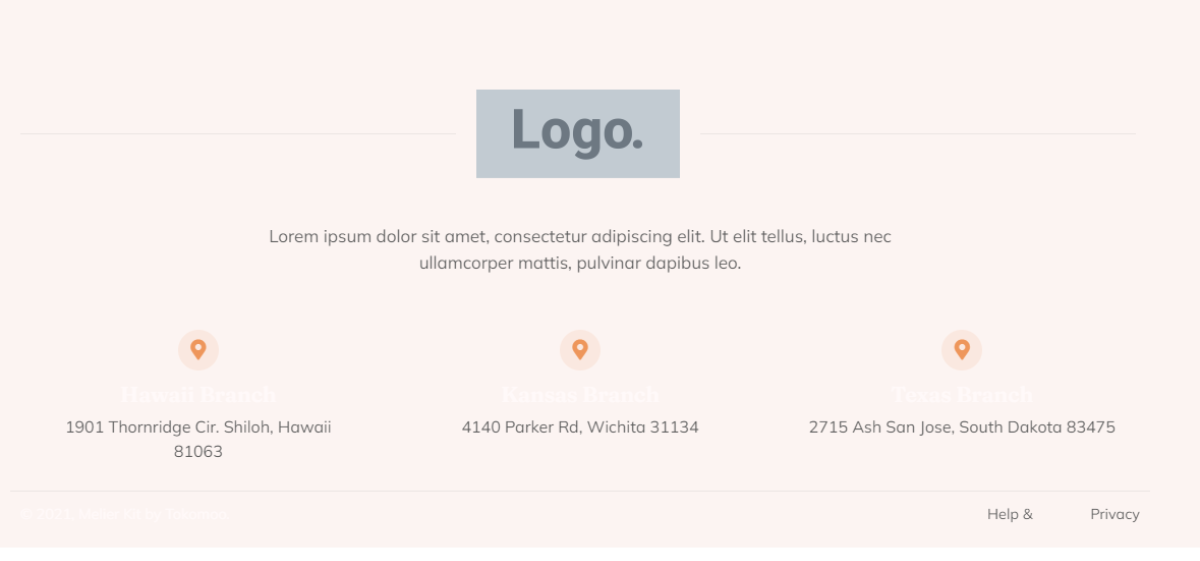 Logo.
Lorem ipsum dolor sit amet, consectetur adipiscing elit. Ut elit tellus, luctus nec
ullamcorper mattis, pulvinar dapibus leo.
Hawaii Branch
1901 Thornridge Cir. Shiloh, Hawaii
81063
Kansas Branch
4140 Parker Rd, Wichita 31134
Texas Branch
2715 Ash San Jose, South Dakota 83475
© 2021, Kit by
Help &
Privacy